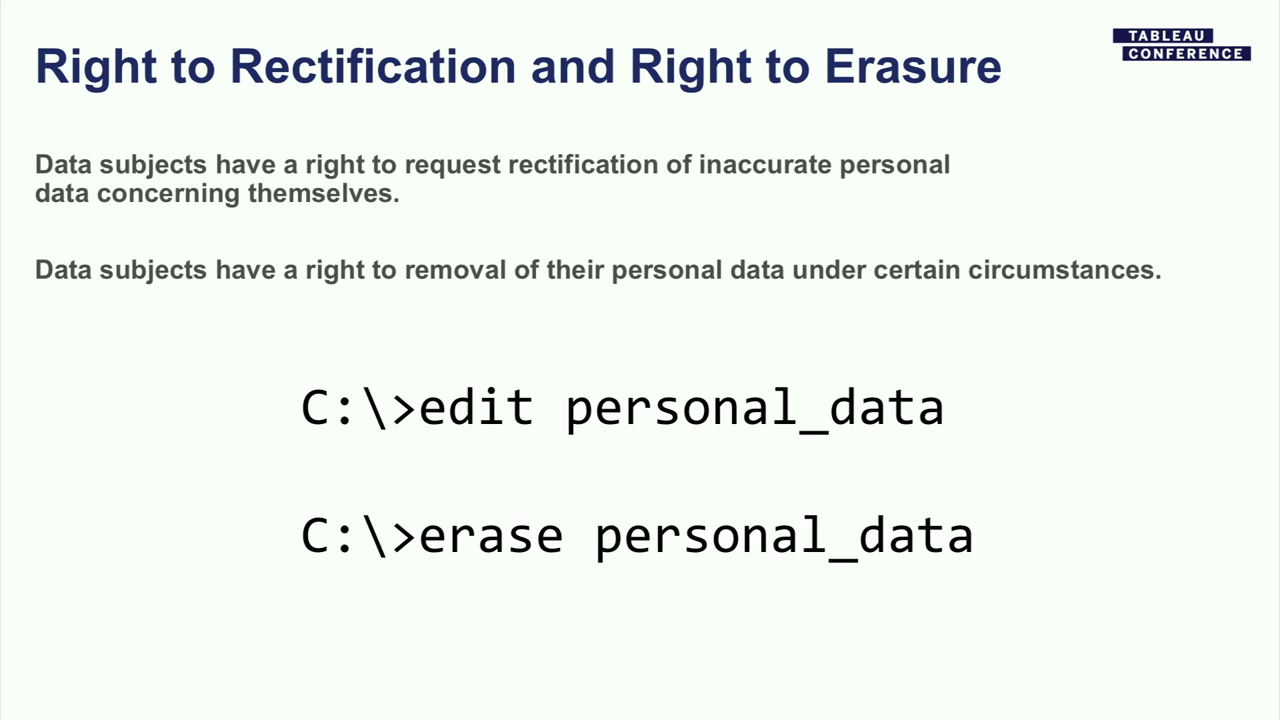 Right to Rectification and Right to Erasure
TABLEAU
CONFERENCE
Data subjects have a right to request rectification of inaccurate personal
data concerning themselves.
Data subjects have a right to removal of their personal data under certain circumstances.
C:\>edit personal_data
C:\>erase personal_data